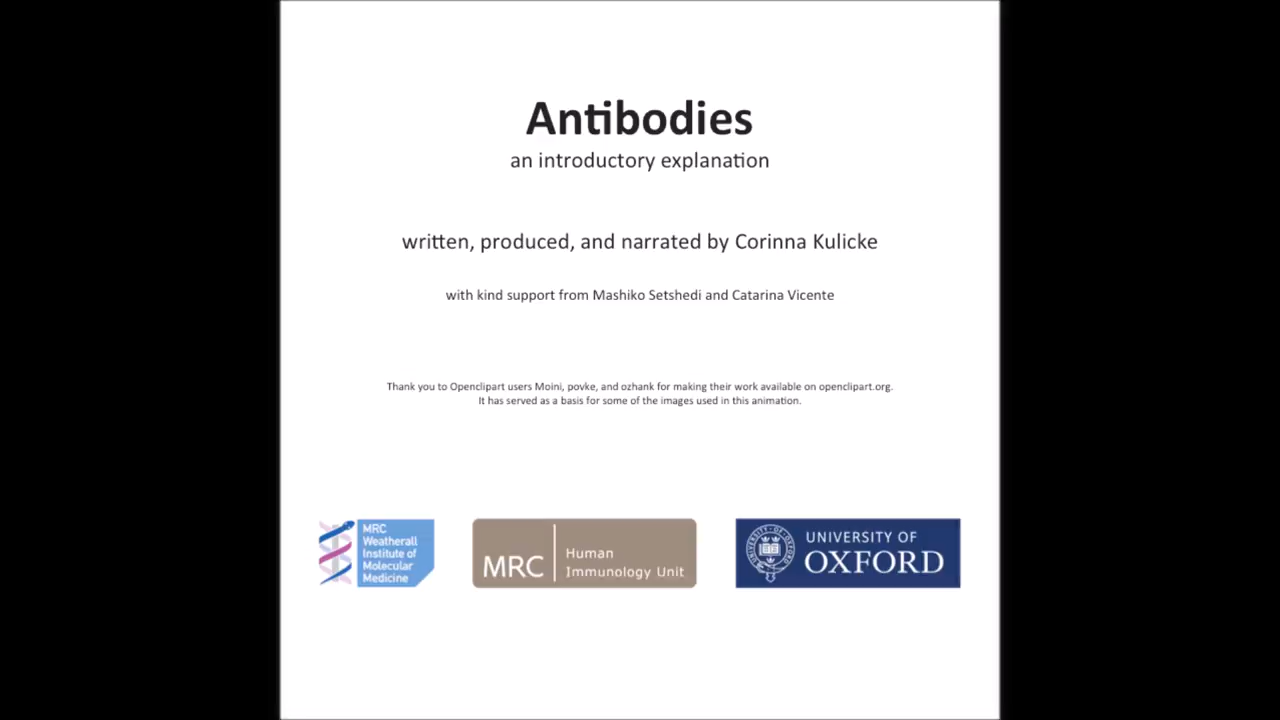 Antibodies
an introductory explanation
written, produced, and narrated by Corinna Kulicke
with kind support from Mashiko Setshedi and Catarina Vicente
Thank you to Openclipart users Moini, povke, and ozhank for making their work available on openclipart.org.
It has served as a basis for some of the images used in this animation.
MRC
Weatherall
Institute of
Molecular
Medicine
MRC
Human
Immunology Unit
UNIVERSITY OF OXFORD
UNIVERSITY OF
OXFORD